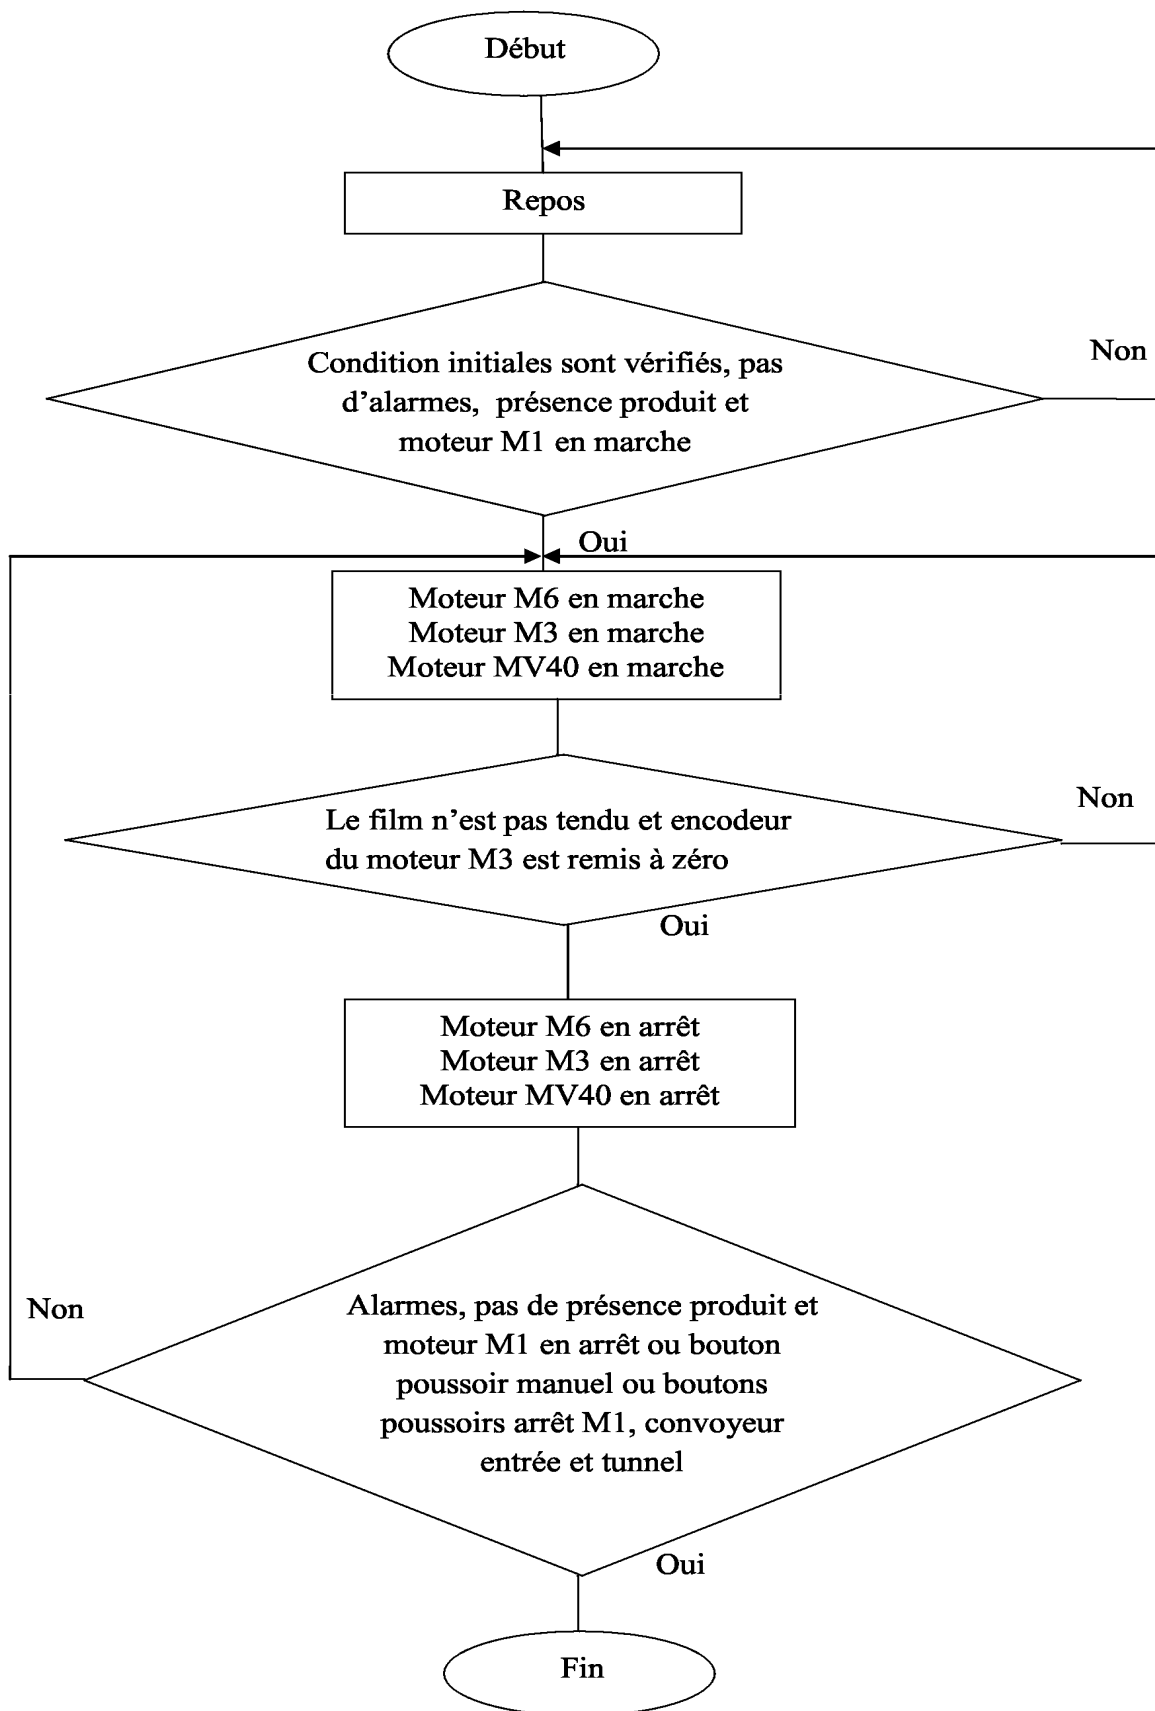 Début
Repos
Condition initiales sont vérifiés, pas
d'alarmes, présence produit et
moteur M1 en marche
Non
Oui
Moteur M6 en marche
Moteur M3 en marche
Moteur MV40 en marche
Le film n'est pas tendu et encodeur
du moteur M3 est remis à zéro
Non
Oui
Moteur M6 en arrêt
Moteur M3 en arrêt
Moteur MV40 en arrêt
Non
Alarmes, pas de présence produit et
moteur M1 en arrêt ou bouton
poussoir manuel ou boutons
poussoirs arrêt M1, convoyeur
entrée et tunnel
Oui
Fin